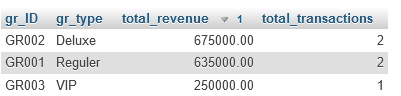 gr_ID gr_type total_revenue 1 total_transactions
GR002 Deluxe 675000.00 2
GR001 Reguler 635000.00 2
GR003 VIP 250000.00 1